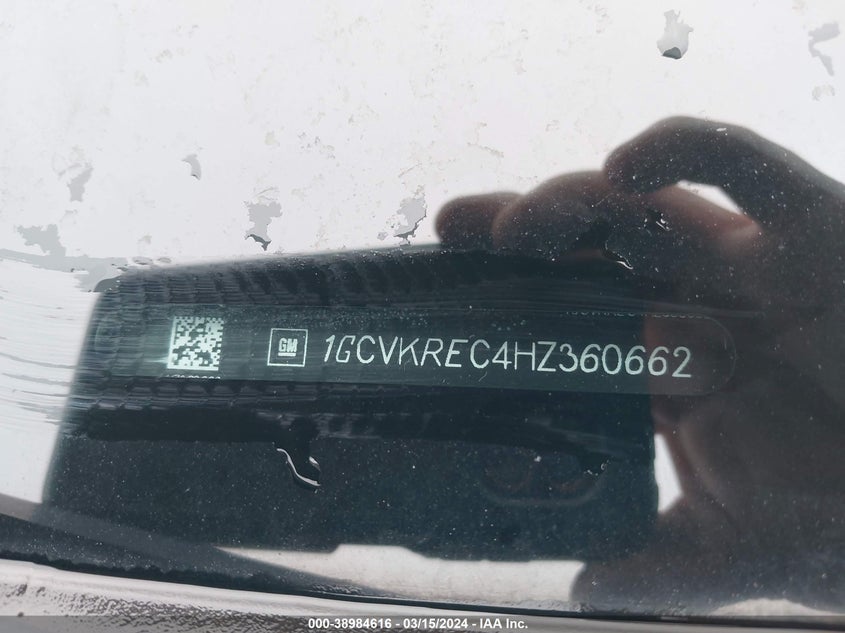 GM 1GCVKREC4HZ360662
000-38984616 - 03/15/2024 - IAA Inc.